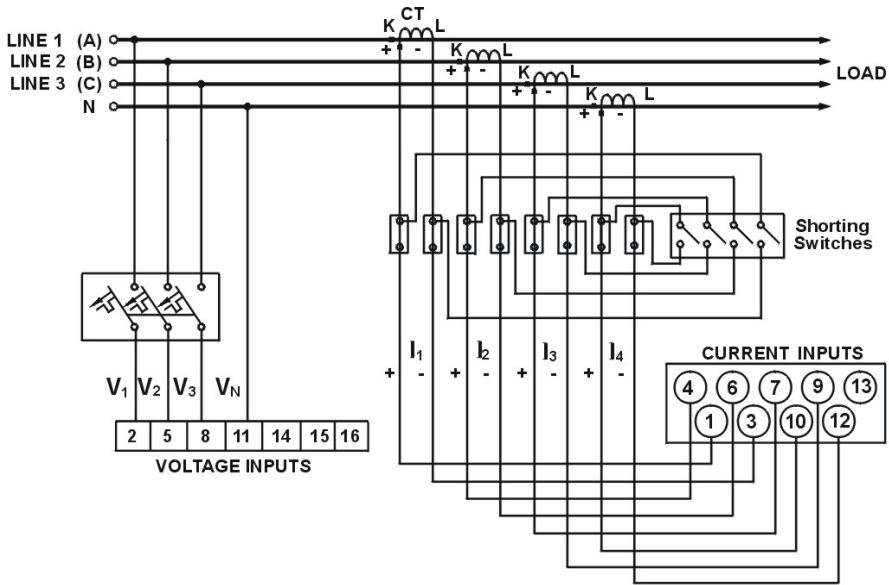 CT
K L
LINE 1 (A)
+ -
K L
LINE 2 (B)
+ -
K L
LINE 3 (C)
+ -
LOAD
K L
N
+ -
Shorting
Switches
I1 I2 I3 I4
+ - + - + - + -
CURRENT INPUTS
4 6 7 9 13
1 3 10 12
V1 V2 V3 VN
2 5 8 11 14 15 16
VOLTAGE INPUTS